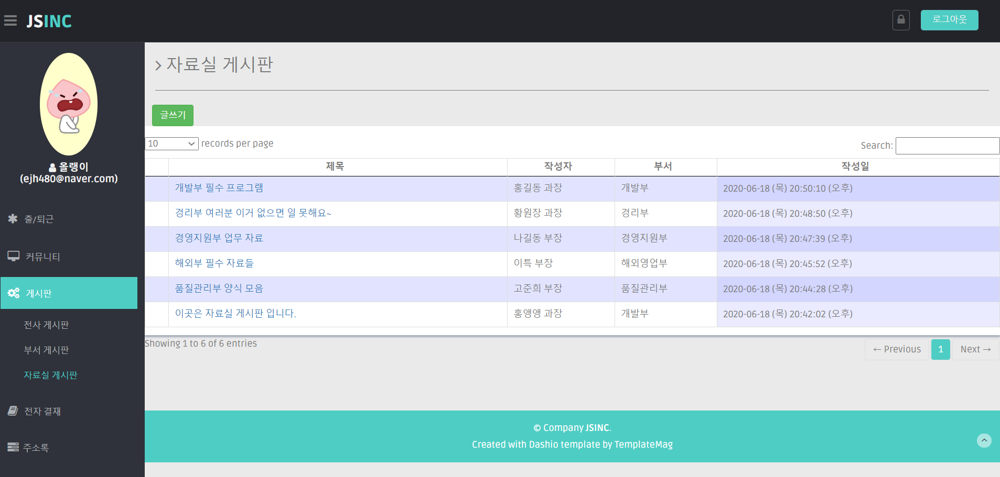 JSINC
로그아웃
올랭이
(ejh480@naver.com)
출/퇴근
커뮤니티
게시판
전사 게시판
부서 게시판
자료실 게시판
전자 결재
주소록
자료실 게시판
글쓰기
10 records per page
Search:
제목 작성자 부서 작성일
개발부 필수 프로그램 홍길동 과장 개발부 2020-06-18 (목) 20:50:10 (오후)
경리부 여러분 이거 없으면 일 못해요~ 황원장 과장 경리부 2020-06-18 (목) 20:48:50 (오후)
경영지원부 업무 자료 나길동 부장 경영지원부 2020-06-18 (목) 20:47:39 (오후)
해외부 필수 자료들 이특 부장 해외영업부 2020-06-18 (목) 20:45:52 (오후)
품질관리부 양식 모음 고준희 부장 품질관리부 2020-06-18 (목) 20:44:28 (오후)
이곳은 자료실 게시판 입니다. 홍앵앵 과장 개발부 2020-06-18 (목) 20:42:02 (오후)
Showing 1 to 6 of 6 entries
← Previous 1 Next →
© Company JSINC.
Created with Dashio template by TemplateMag